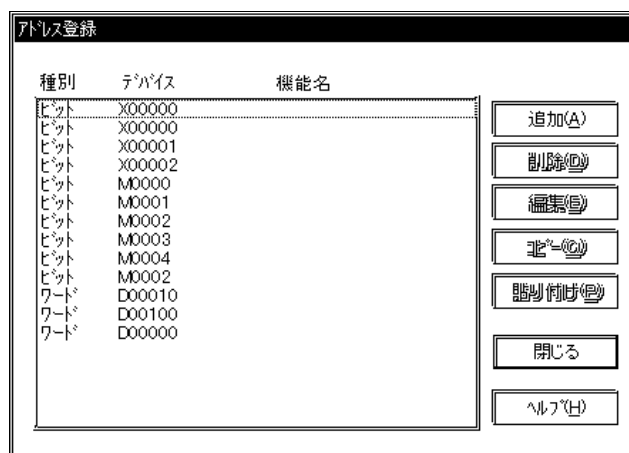 ｱﾄﾞﾚｽ登録
種別 ﾃﾞﾊﾞｲｽ 機能名
ﾋﾞｯﾄ X00000
ﾋﾞｯﾄ X00000
ﾋﾞｯﾄ X00001
ﾋﾞｯﾄ X00002
ﾋﾞｯﾄ M0000
ﾋﾞｯﾄ M0001
ﾋﾞｯﾄ M0002
ﾋﾞｯﾄ M0003
ﾋﾞｯﾄ M0004
ﾋﾞｯﾄ M0002
ﾜｰﾄﾞ D00010
ﾜｰﾄﾞ D00100
ﾜｰﾄﾞ D00000
追加(A)
削除(D)
編集(E)
ｺﾋﾟｰ(C)
貼り付け(P)
閉じる
ﾍﾙﾌﾟ(H)